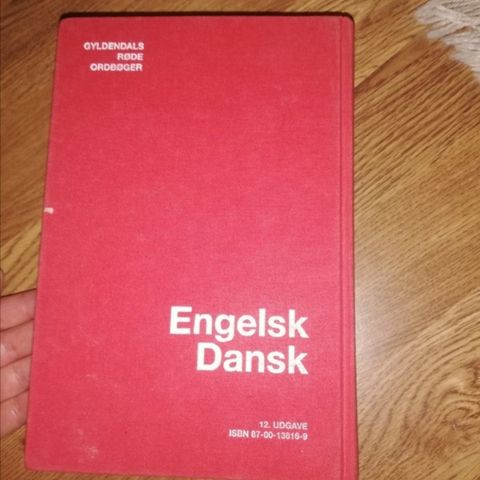 GYLDENDALS
RØDE
ORDBØGER
Engelsk
Dansk
12. UDGAVE
ISBN 87-00-13816-9